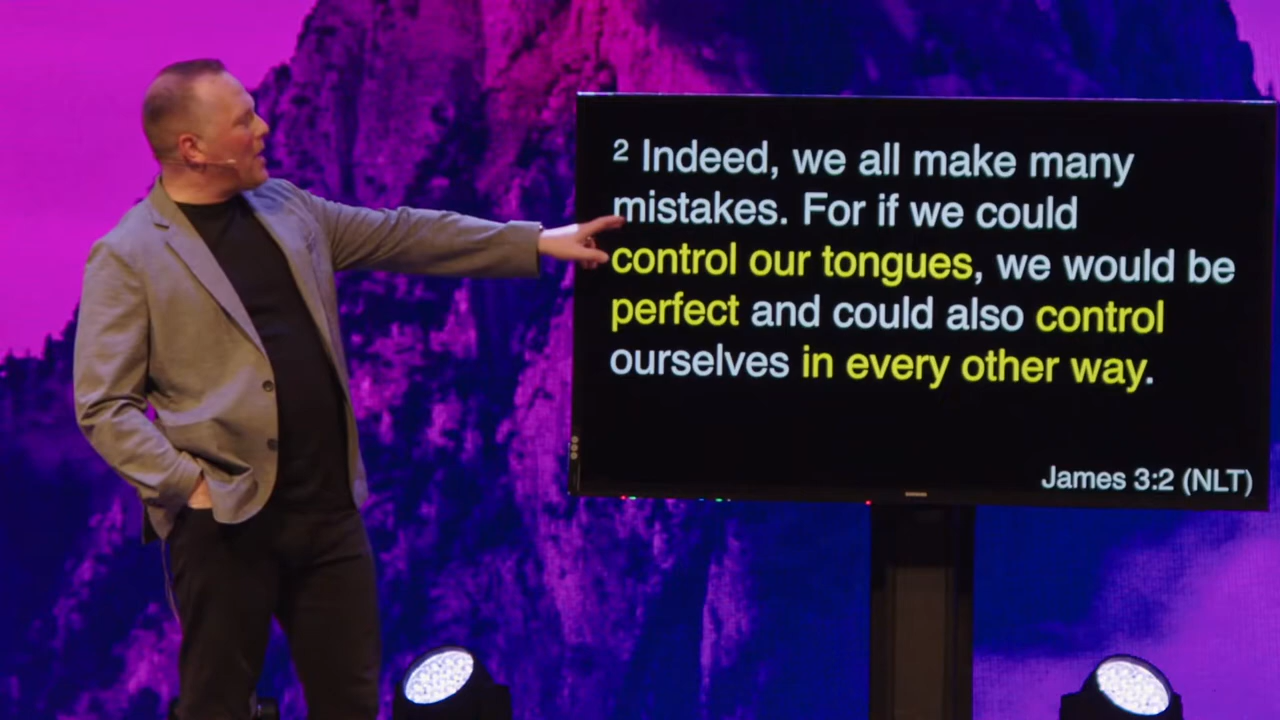 2 Indeed, we all make many
mistakes. For if we could
control our tongues, we would be
perfect and could also control
ourselves in every other way.
James 3:2 (NLT)